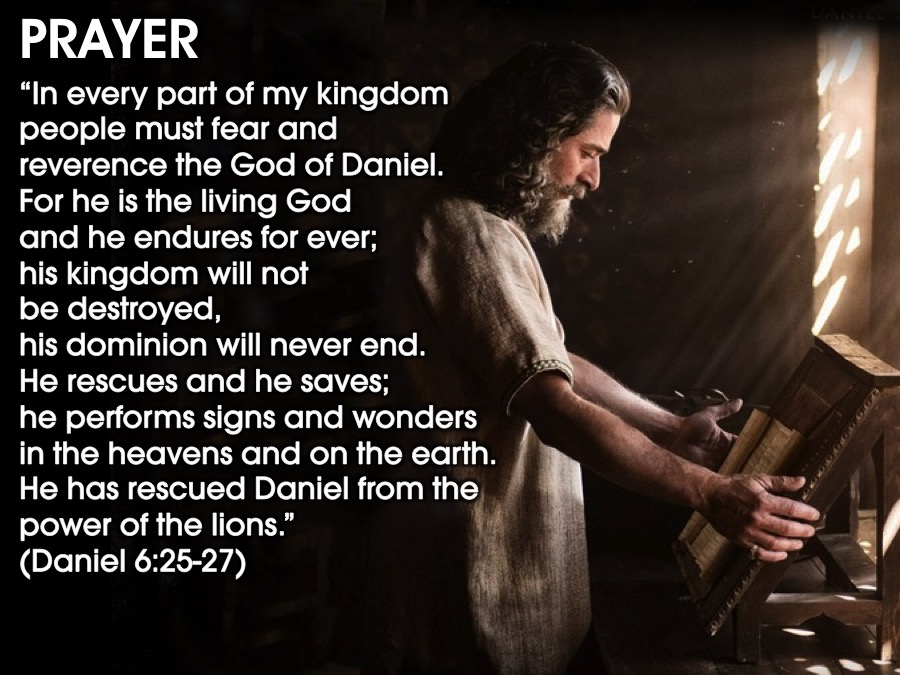 PRAYER
“In every part of my kingdom
people must fear and
reverence the God of Daniel.
For he is the living God
and he endures for ever;
his kingdom will not
be destroyed,
his dominion will never end.
He rescues and he saves;
he performs signs and wonders
in the heavens and on the earth.
He has rescued Daniel from the
power of the lions.”
(Daniel 6:25-27)
DANIEL